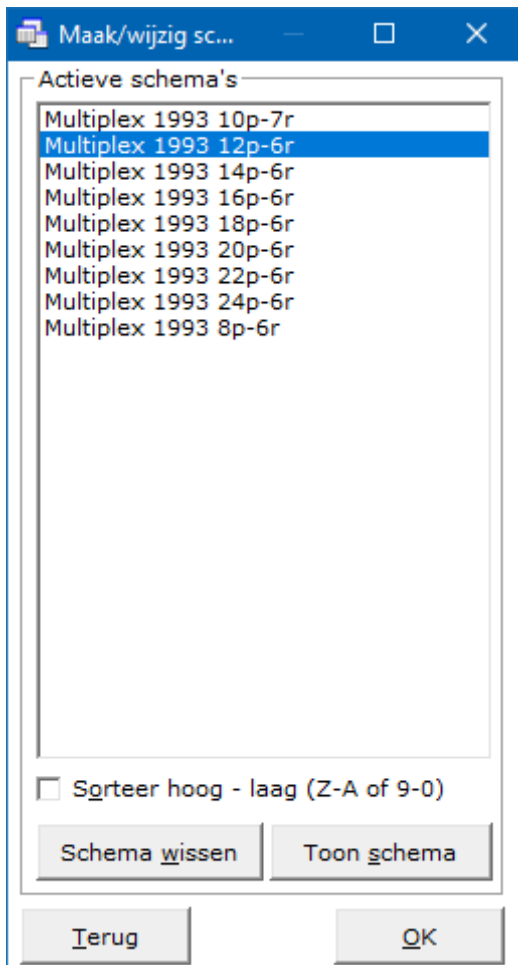 Maak/wijzig sc...
Actieve schema's
Multiplex 1993 10p-7r
Multiplex 1993 12p-6r
Multiplex 1993 14p-6r
Multiplex 1993 16p-6r
Multiplex 1993 18p-6r
Multiplex 1993 20p-6r
Multiplex 1993 22p-6r
Multiplex 1993 24p-6r
Multiplex 1993 8p-6r
Sorteer hoog - laag (Z-A of 9-0)
Schema wissen Toon schema
Terug OK